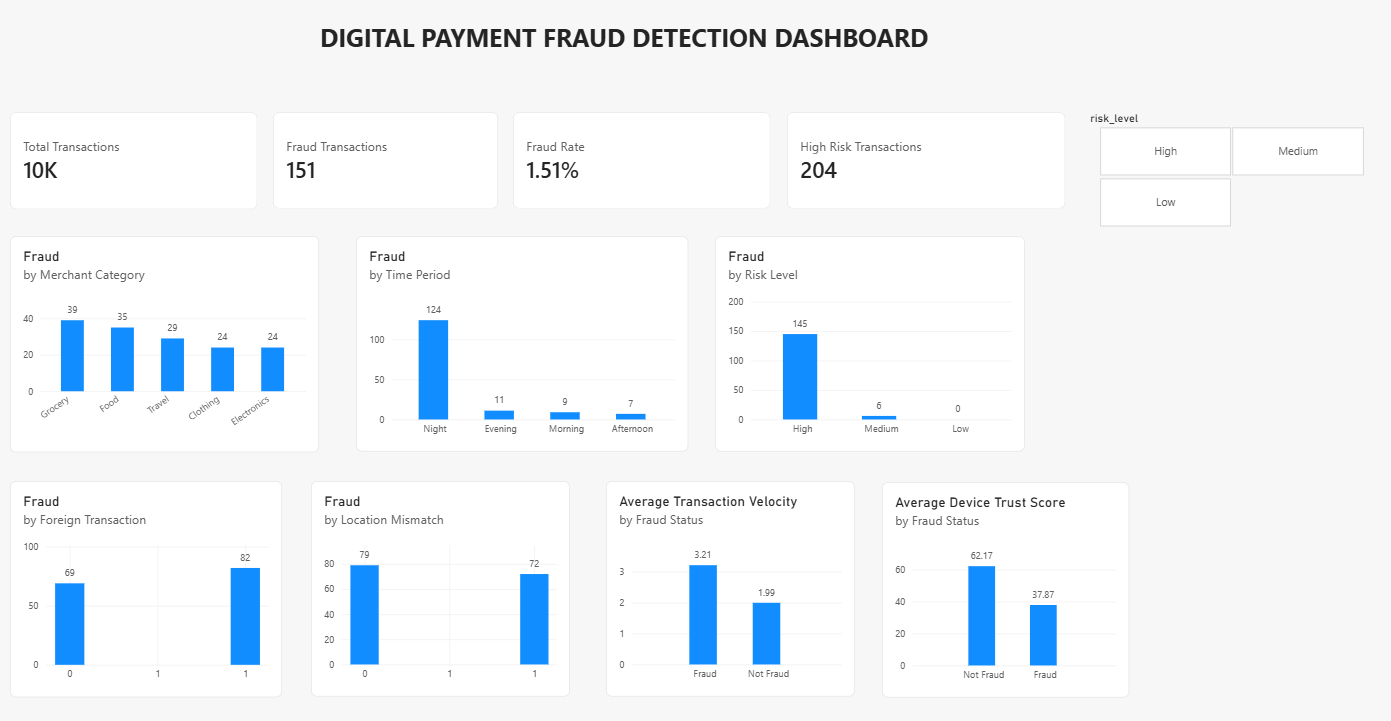 DIGITAL PAYMENT FRAUD DETECTION DASHBOARD
Total Transactions
10K
Fraud Transactions
151
Fraud Rate
1.51%
High Risk Transactions
204
risk_level
High
Medium
Low
Fraud
by Merchant Category
40
20
0
39
35
29
24
24
Grocery
Food
Travel
Clothing
Electronics
Fraud
by Time Period
100
50
0
124
11
9
7
Night
Evening
Morning
Afternoon
Fraud
by Risk Level
200
150
100
50
0
145
6
0
High
Medium
Low
Fraud
by Foreign Transaction
100
50
0
69
82
0
1
1
Fraud
by Location Mismatch
80
60
40
20
0
79
72
0
1
1
Average Transaction Velocity
by Fraud Status
3
2
1
0
3.21
1.99
Fraud
Not Fraud
Average Device Trust Score
by Fraud Status
60
40
20
0
62.17
37.87
Not Fraud
Fraud